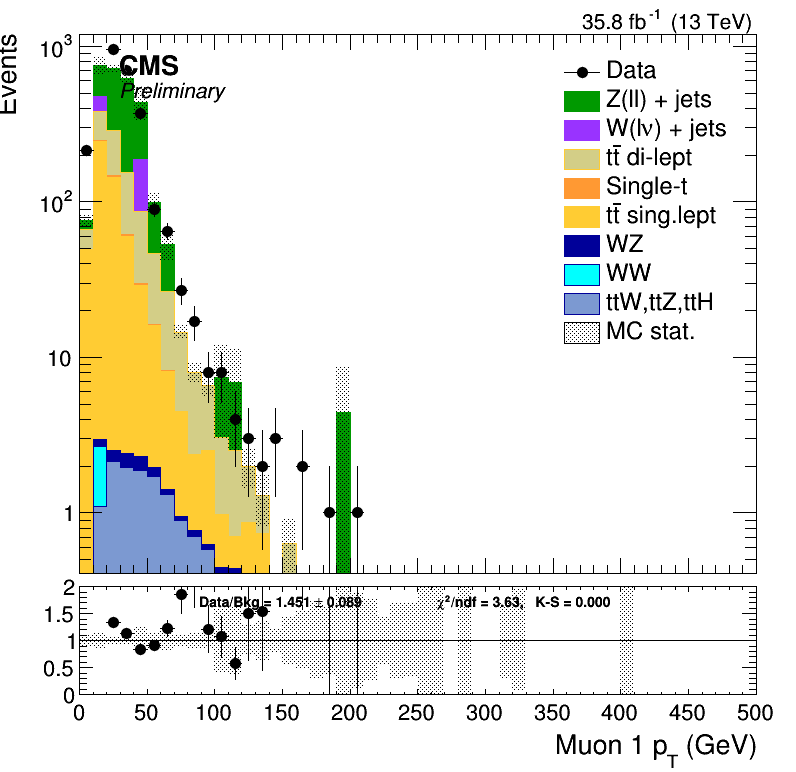 35.8 fb⁻¹ (13 TeV)
Events
10³
10²
10
1
CMS
Preliminary
Data
Z(ll) + jets
W(lν) + jets
tt̄ di-lept
Single-t
tt̄ sing.lept
WZ
WW
ttW,ttZ,ttH
MC stat.
2
1.5
1
0.5
0
Data/Bkg = 1.451 ± 0.089 χ²/ndf = 3.63, K-S = 0.000
0 50 100 150 200 250 300 350 400 450 500
Muon 1 p_T (GeV)